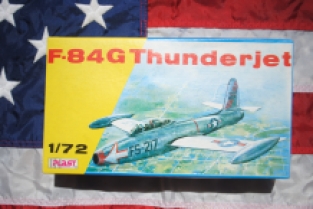 F-84G Thunderjet
1/72
PLASTYK
FS-217